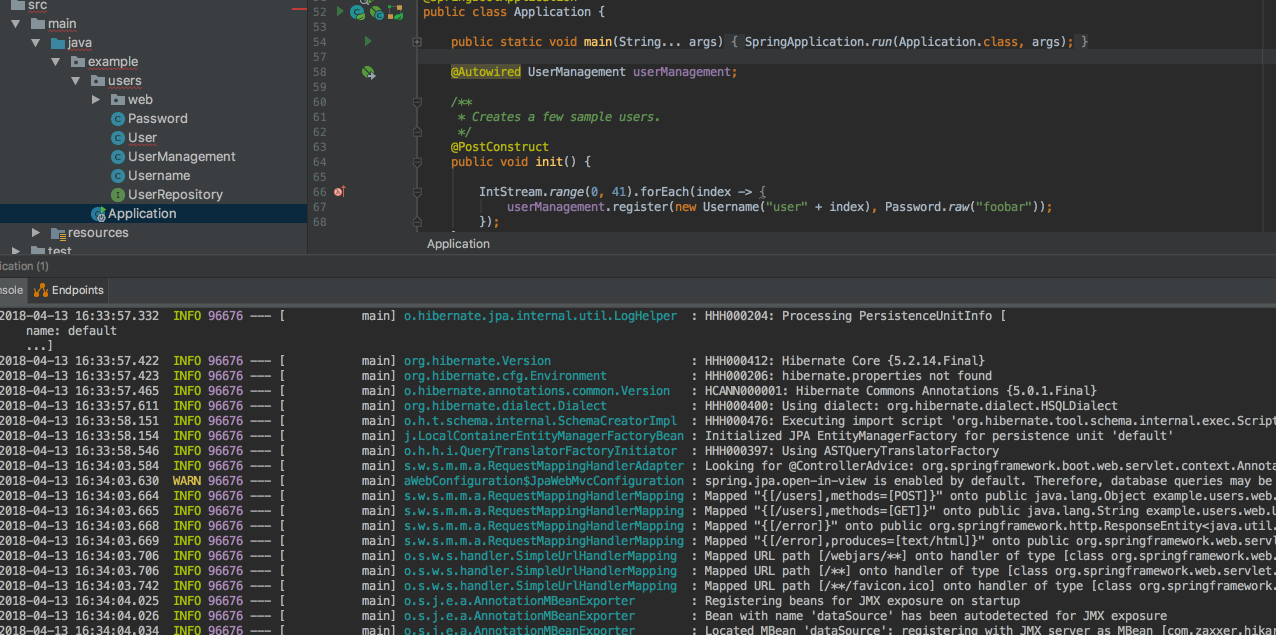 src
main
java
example
users
web
Password
User
UserManagement
Username
UserRepository
Application
resources
test
52 public class Application {
53
54 public static void main(String... args) { SpringApplication.run(Application.class, args); }
57
58 @Autowired UserManagement userManagement;
59
60 /**
61 * Creates a few sample users.
62 */
63 @PostConstruct
64 public void init() {
65
66 IntStream.range(0, 41).forEach(index -> {
67 userManagement.register(new Username("user" + index), Password.raw("foobar"));
68 });
Application
ication (1)
nsole Endpoints
2018-04-13 16:33:57.332 INFO 96676 --- [ main] o.hibernate.jpa.internal.util.LogHelper : HHH000204: Processing PersistenceUnitInfo [
name: default
...]
2018-04-13 16:33:57.422 INFO 96676 --- [ main] org.hibernate.Version : HHH000412: Hibernate Core {5.2.14.Final}
2018-04-13 16:33:57.423 INFO 96676 --- [ main] org.hibernate.cfg.Environment : HHH000206: hibernate.properties not found
2018-04-13 16:33:57.465 INFO 96676 --- [ main] o.hibernate.annotations.common.Version : HCANN000001: Hibernate Commons Annotations {5.0.1.Final}
2018-04-13 16:33:57.611 INFO 96676 --- [ main] org.hibernate.dialect.Dialect : HHH000400: Using dialect: org.hibernate.dialect.HSQLDialect
2018-04-13 16:33:58.151 INFO 96676 --- [ main] o.h.t.schema.internal.SchemaCreatorImpl : HHH000476: Executing import script 'org.hibernate.tool.schema.internal.exec.Script
2018-04-13 16:33:58.154 INFO 96676 --- [ main] j.LocalContainerEntityManagerFactoryBean : Initialized JPA EntityManagerFactory for persistence unit 'default'
2018-04-13 16:33:58.546 INFO 96676 --- [ main] o.h.h.i.QueryTranslatorFactoryInitiator : HHH000397: Using ASTQueryTranslatorFactory
2018-04-13 16:34:03.584 INFO 96676 --- [ main] s.w.s.m.m.a.RequestMappingHandlerAdapter : Looking for @ControllerAdvice: org.springframework.boot.web.servlet.context.Annota
2018-04-13 16:34:03.630 WARN 96676 --- [ main] aWebConfiguration$JpaWebMvcConfiguration : spring.jpa.open-in-view is enabled by default. Therefore, database queries may be
2018-04-13 16:34:03.664 INFO 96676 --- [ main] s.w.s.m.m.a.RequestMappingHandlerMapping : Mapped "{[/users],methods=[POST]}" onto public java.lang.Object example.users.web.
2018-04-13 16:34:03.665 INFO 96676 --- [ main] s.w.s.m.m.a.RequestMappingHandlerMapping : Mapped "{[/users],methods=[GET]}" onto public java.lang.String example.users.web.U
2018-04-13 16:34:03.668 INFO 96676 --- [ main] s.w.s.m.m.a.RequestMappingHandlerMapping : Mapped "{[/error]}" onto public org.springframework.http.ResponseEntity<java.util.
2018-04-13 16:34:03.669 INFO 96676 --- [ main] s.w.s.m.m.a.RequestMappingHandlerMapping : Mapped "{[/error],produces=[text/html]}" onto public org.springframework.web.servl
2018-04-13 16:34:03.706 INFO 96676 --- [ main] o.s.w.s.handler.SimpleUrlHandlerMapping : Mapped URL path [/webjars/**] onto handler of type [class org.springframework.web.
2018-04-13 16:34:03.706 INFO 96676 --- [ main] o.s.w.s.handler.SimpleUrlHandlerMapping : Mapped URL path [/**] onto handler of type [class org.springframework.web.servlet.
2018-04-13 16:34:03.742 INFO 96676 --- [ main] o.s.w.s.handler.SimpleUrlHandlerMapping : Mapped URL path [/**/favicon.ico] onto handler of type [class org.springframework.
2018-04-13 16:34:04.025 INFO 96676 --- [ main] o.s.j.e.a.AnnotationMBeanExporter : Registering beans for JMX exposure on startup
2018-04-13 16:34:04.026 INFO 96676 --- [ main] o.s.j.e.a.AnnotationMBeanExporter : Bean with name 'dataSource' has been autodetected for JMX exposure
2018-04-13 16:34:04.034 INFO 96676 --- [ main] o.s.j.e.a.AnnotationMBeanExporter : Located MBean 'dataSource': registering with JMX server as MBean [com.zaxxer.hika